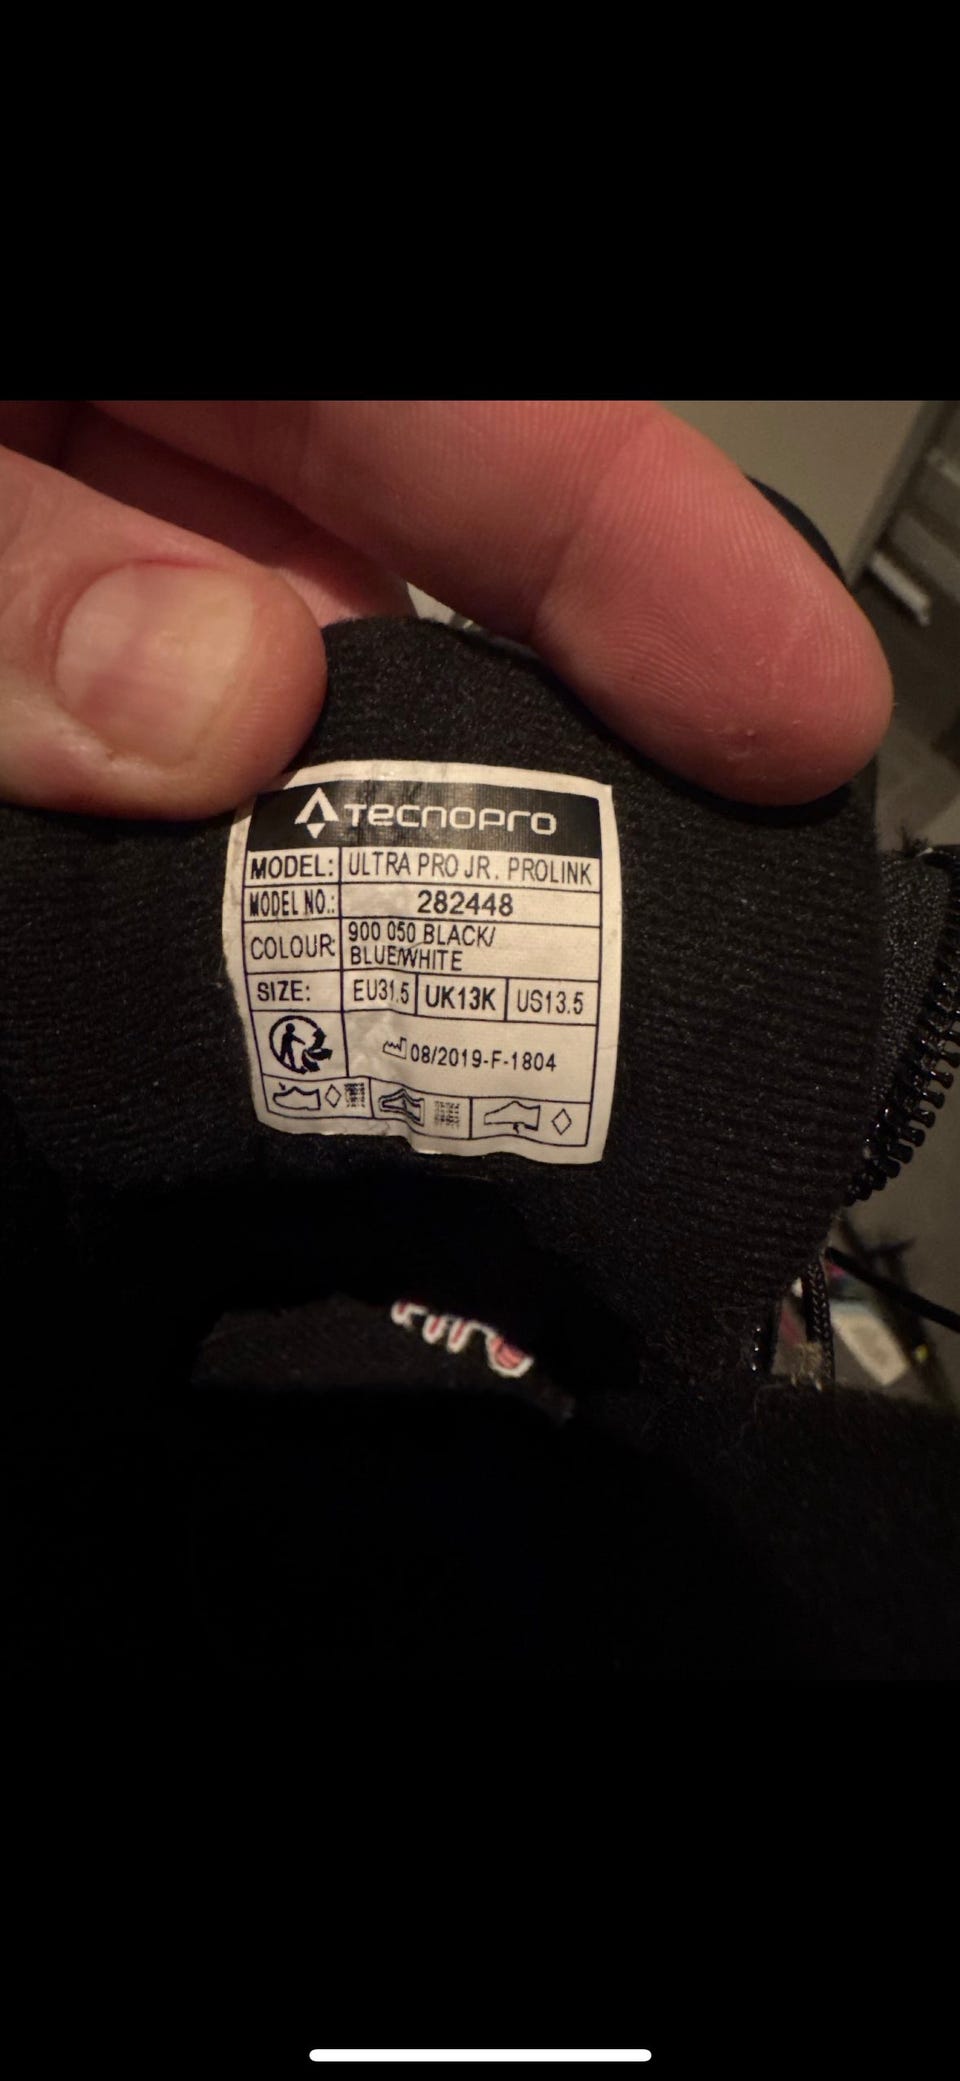 TECNOPRO
MODEL: ULTRA PRO JR. PROLINK
MODEL NO.: 282448
COLOUR: 900 050 BLACK/
BLUE/WHITE
SIZE: EU31.5 UK13K US13.5
08/2019-F-1804